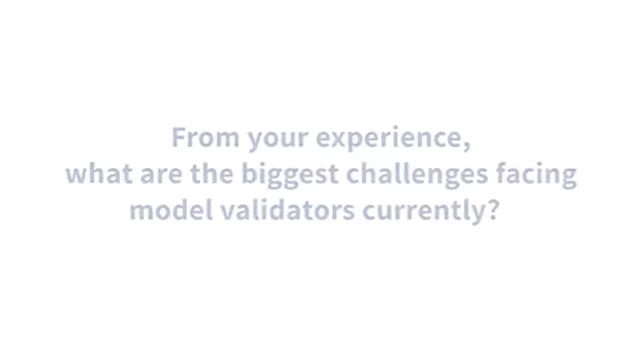 From your experience,
what are the biggest challenges facing
model validators currently?